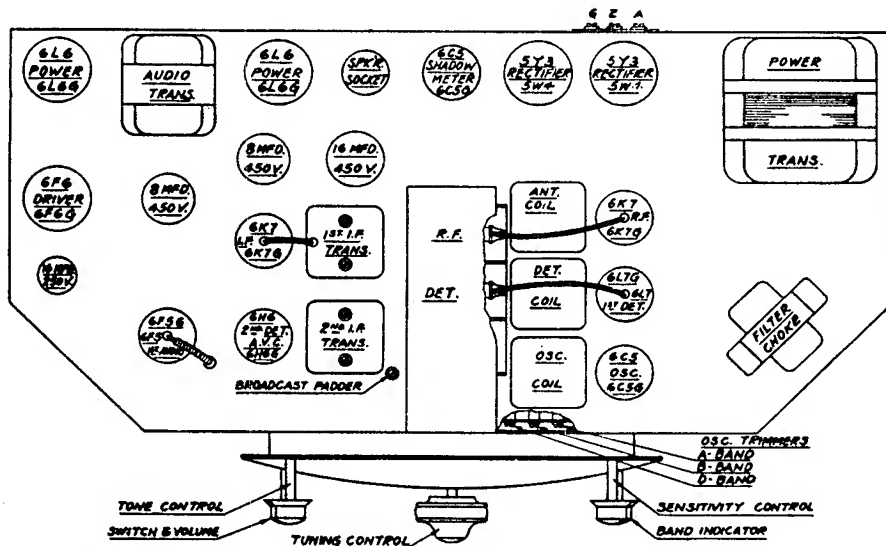 G E A
6L6
POWER
6L6G
AUDIO
TRANS.
6L6
POWER
6L6G
SPKR
SOCKET
6C5
SHADOW
METER
6C5G
5Y3
RECTIFIER
5W4
5Y3
RECTIFIER
5W4
POWER
TRANS.
8 MFD.
450 V.
16 MFD.
450 V.
6F6
DRIVER
6F6G
8 MFD.
450 V.
6K7
I.F.
6K7G
1ST I.F.
TRANS.
R.F.
DET.
ANT.
COIL
6K7
R.F.
6K7G
DET.
COIL
6L7G
6L7
1ST DET.
6F5G
6F5
6H6
2ND DET.
A.V.C.
6H6G
2ND I.F.
TRANS.
OSC.
COIL
6C5
OSC.
6C5G
FILTER
CHOKE
BROADCAST PADDER
OSC. TRIMMERS
A-BAND
B-BAND
D-BAND
TONE CONTROL
SENSITIVITY CONTROL
SWITCH & VOLUME
TUNING CONTROL
BAND INDICATOR